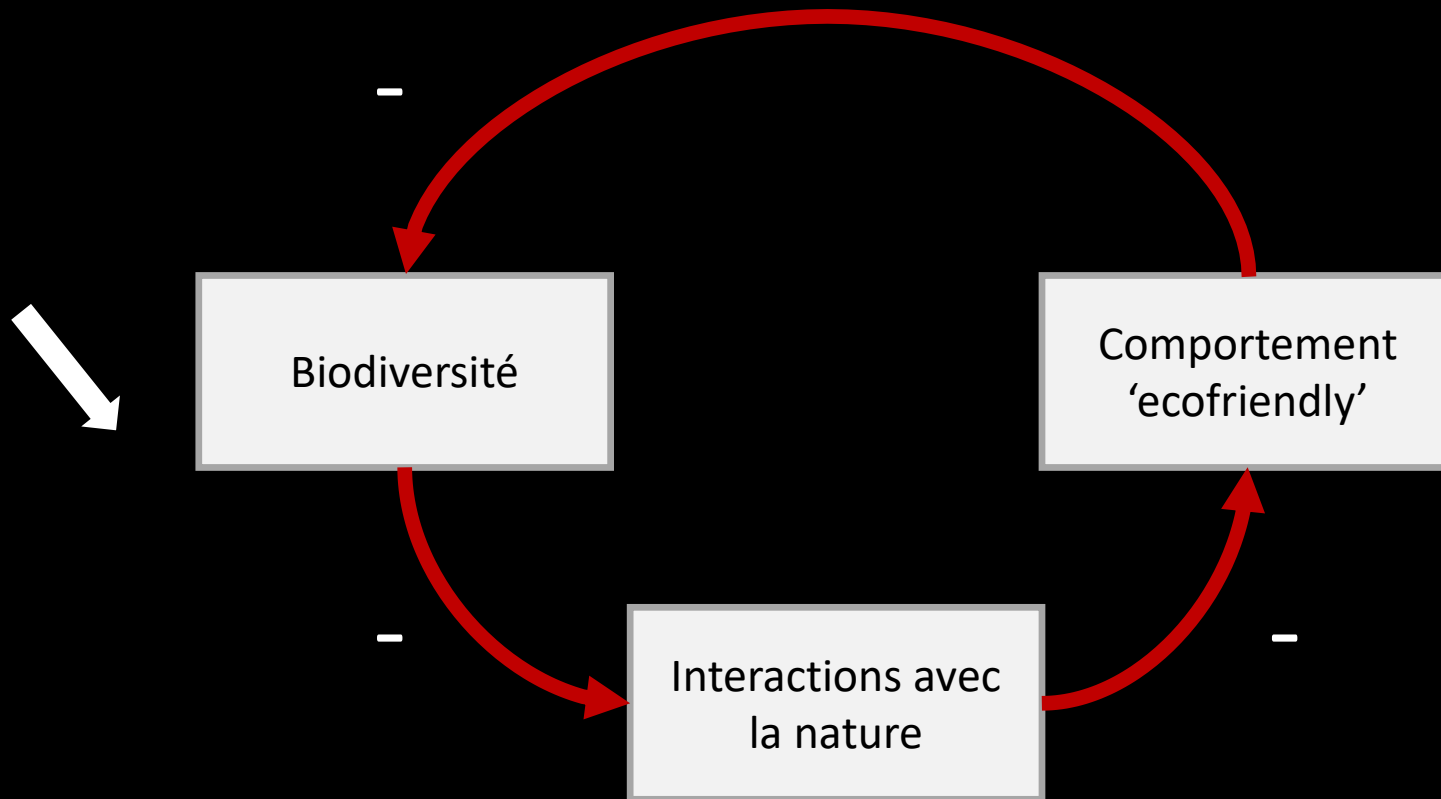 -
Biodiversité
Comportement
‘ecofriendly’
-
-
Interactions avec
la nature